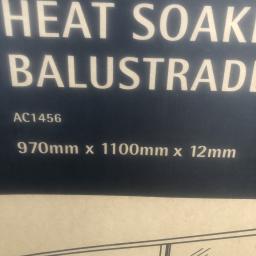 HEAT SOAK
BALUSTRAD
AC1456
970mm x 1100mm x 12mm